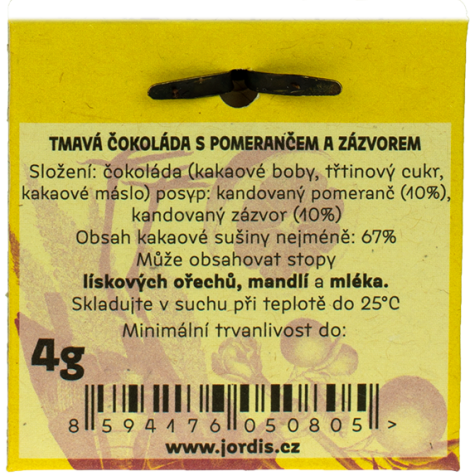 TMAVÁ ČOKOLÁDA S POMERANČEM A ZÁZVOREM
Složení: čokoláda (kakaové boby, třtinový cukr,
kakaové máslo) posyp: kandovaný pomeranč (10%),
kandovaný zázvor (10%)
Obsah kakaové sušiny nejméně: 67%
Může obsahovat stopy
lískových ořechů, mandlí a mléka.
Skladujte v suchu při teplotě do 25°C
Minimální trvanlivost do:
4g
8 594176 050805 >
www.jordis.cz